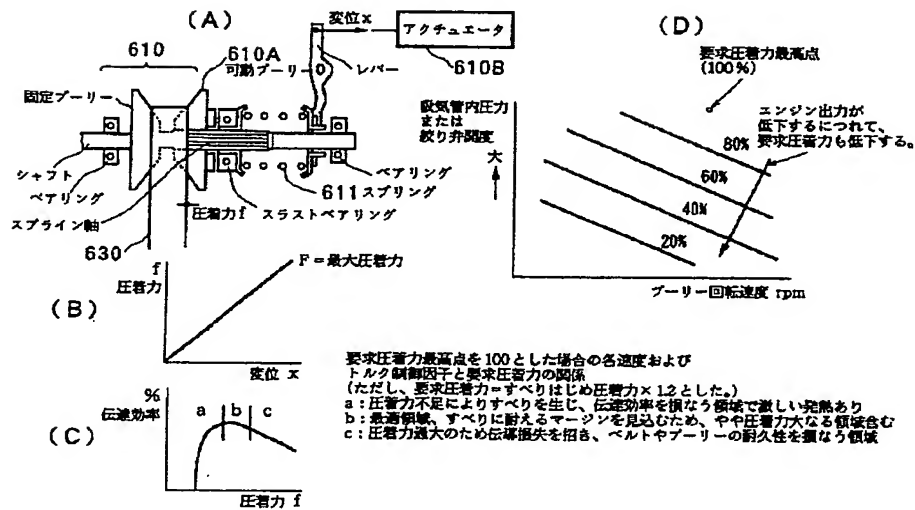 (A)
変位x
アクチュエータ
610B
レバー
610
610A
可動プーリー
固定プーリー
シャフト
ベアリング
スプライン軸
630
圧着力f
スラストベアリング
611 スプリング
ベアリング
(B)
f
圧着力
F=最大圧着力
変位 x
(C)
%
伝達効率
a
b
c
圧着力 f
(D)
要求圧着力最高点
(100%)
吸気管内圧力
または
絞り弁開度
大
エンジン出力が
低下するにつれて、
要求圧着力も低下する。
80%
60%
40%
20%
プーリー回転速度 rpm
要求圧着力最高点を100とした場合の各速度および
トルク制御因子と要求圧着力の関係
(ただし、要求圧着力=すべりはじめ圧着力×1.2とした。)
a:圧着力不足によりすべりを生じ、伝達効率を損なう領域で激しい発熱あり
b:最適領域、すべりに耐えるマージンを見込むため、やや圧着力大なる領域含む
c:圧着力過大のため伝導損失を招き、ベルトやプーリーの耐久性を損なう領域